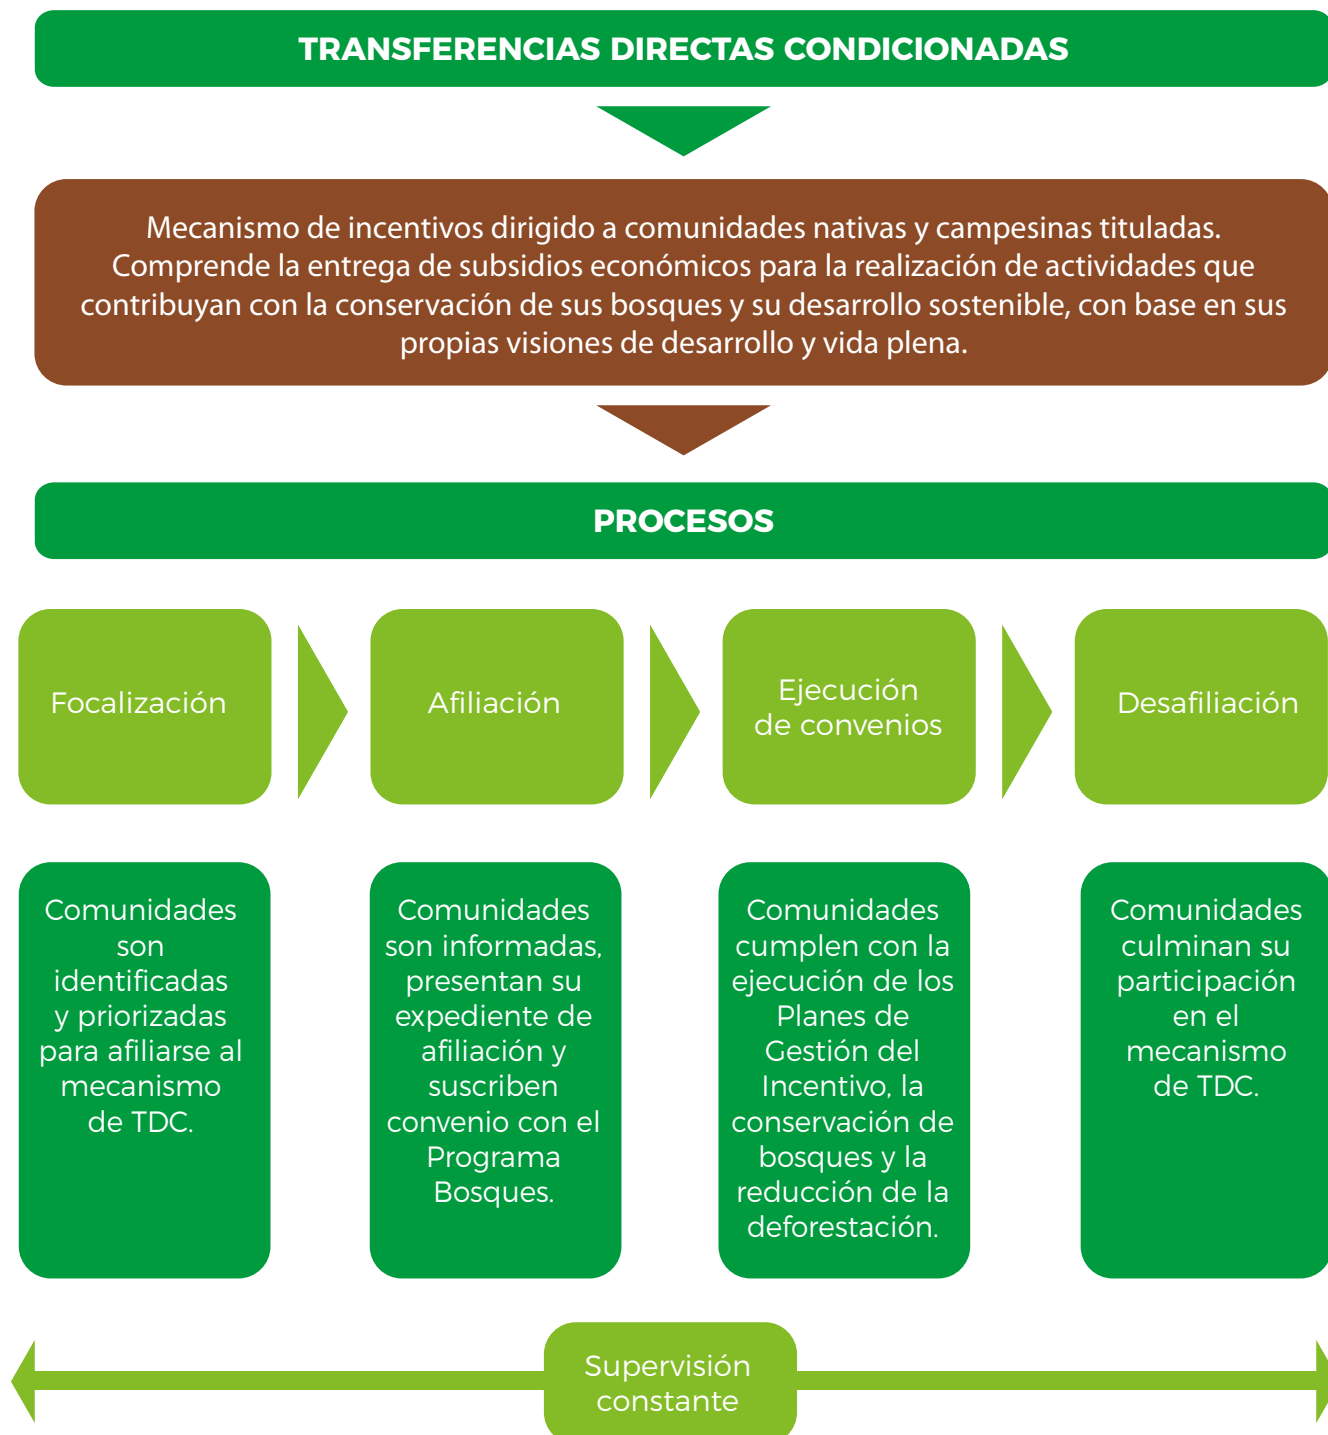 TRANSFERENCIAS DIRECTAS CONDICIONADAS
Mecanismo de incentivos dirigido a comunidades nativas y campesinas tituladas.
Comprende la entrega de subsidios económicos para la realización de actividades que
contribuyan con la conservación de sus bosques y su desarrollo sostenible, con base en sus
propias visiones de desarrollo y vida plena.
PROCESOS
Focalización
Afiliación
Ejecución
de convenios
Desafiliación
Comunidades
son
identificadas
y priorizadas
para afiliarse al
mecanismo
de TDC.
Comunidades
son informadas,
presentan su
expediente de
afiliación y
suscriben
convenio con el
Programa
Bosques.
Comunidades
cumplen con la
ejecución de los
Planes de
Gestión del
Incentivo, la
conservación de
bosques y la
reducción de la
deforestación.
Comunidades
culminan su
participación
en el
mecanismo
de TDC.
Supervisión
constante